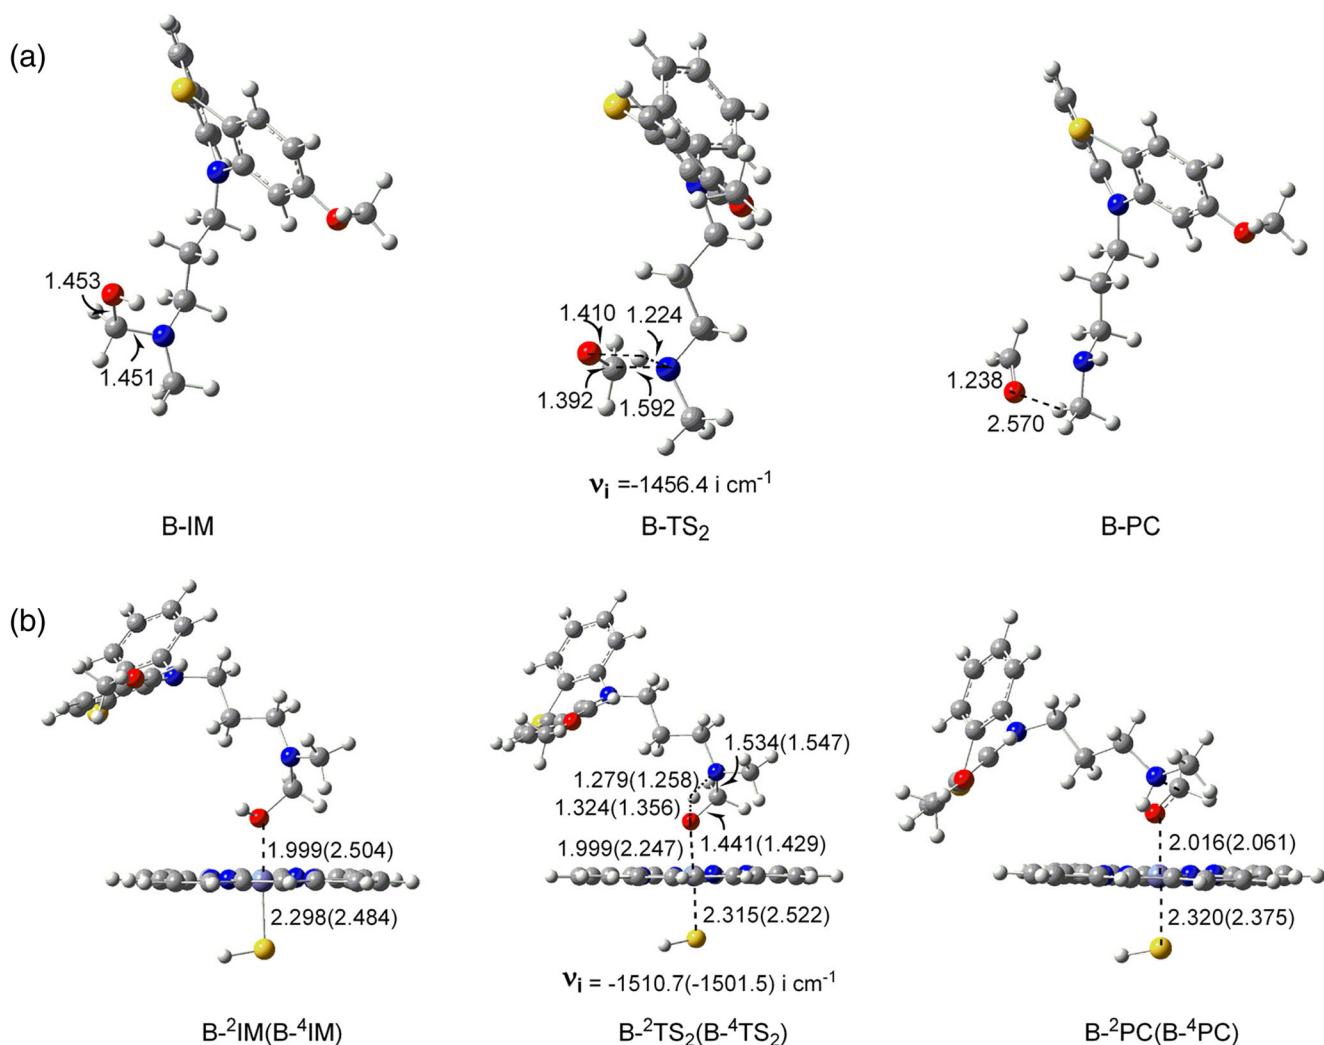 (a)
1.453
1.451
1.410
1.224
1.392
1.592
1.238
2.570
νi =-1456.4 i cm-1
B-IM
B-TS2
B-PC
(b)
1.534(1.547)
1.279(1.258)
1.324(1.356)
1.441(1.429)
1.999(2.504)
1.999(2.247)
2.016(2.061)
2.298(2.484)
2.315(2.522)
2.320(2.375)
νi = -1510.7(-1501.5) i cm-1
B-2IM(B-4IM)
B-2TS2(B-4TS2)
B-2PC(B-4PC)